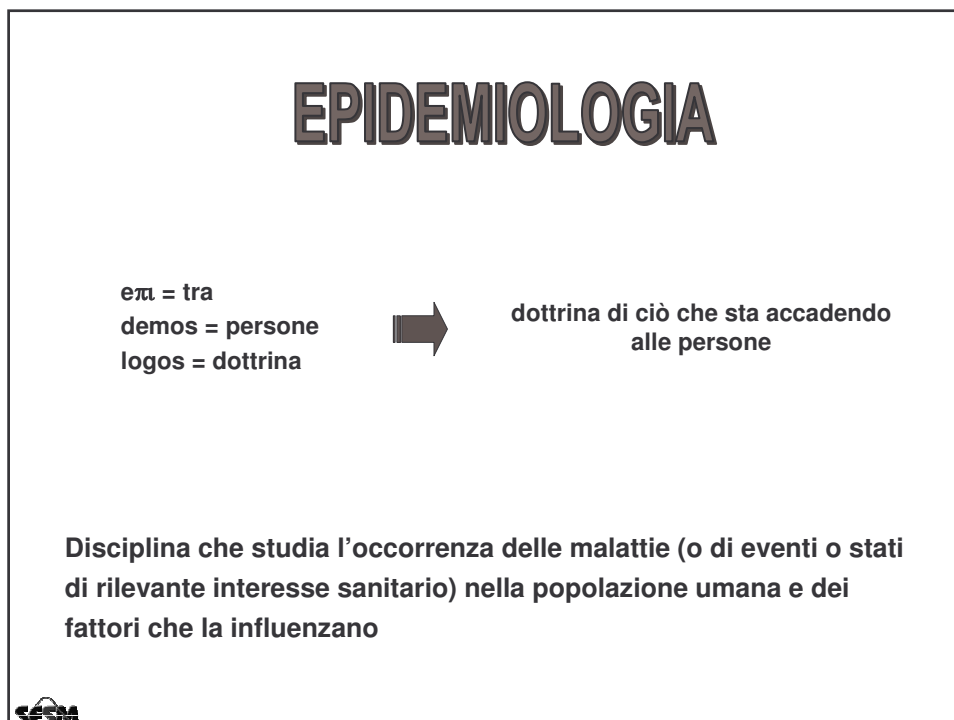 EPIDEMIOLOGIA
eπι = tra
demos = persone
logos = dottrina
dottrina di ciò che sta accadendo
alle persone
Disciplina che studia l’occorrenza delle malattie (o di eventi o stati
di rilevante interesse sanitario) nella popolazione umana e dei
fattori che la influenzano
SESM